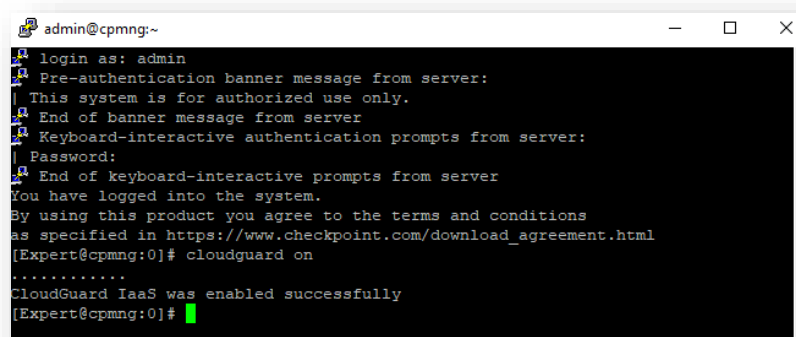 admin@cpmng:~
login as: admin
Pre-authentication banner message from server:
| This system is for authorized use only.
End of banner message from server
Keyboard-interactive authentication prompts from server:
| Password:
End of keyboard-interactive prompts from server
You have logged into the system.
By using this product you agree to the terms and conditions
as specified in https://www.checkpoint.com/download_agreement.html
[Expert@cpmng:0]# cloudguard on
............
CloudGuard IaaS was enabled successfully
[Expert@cpmng:0]#